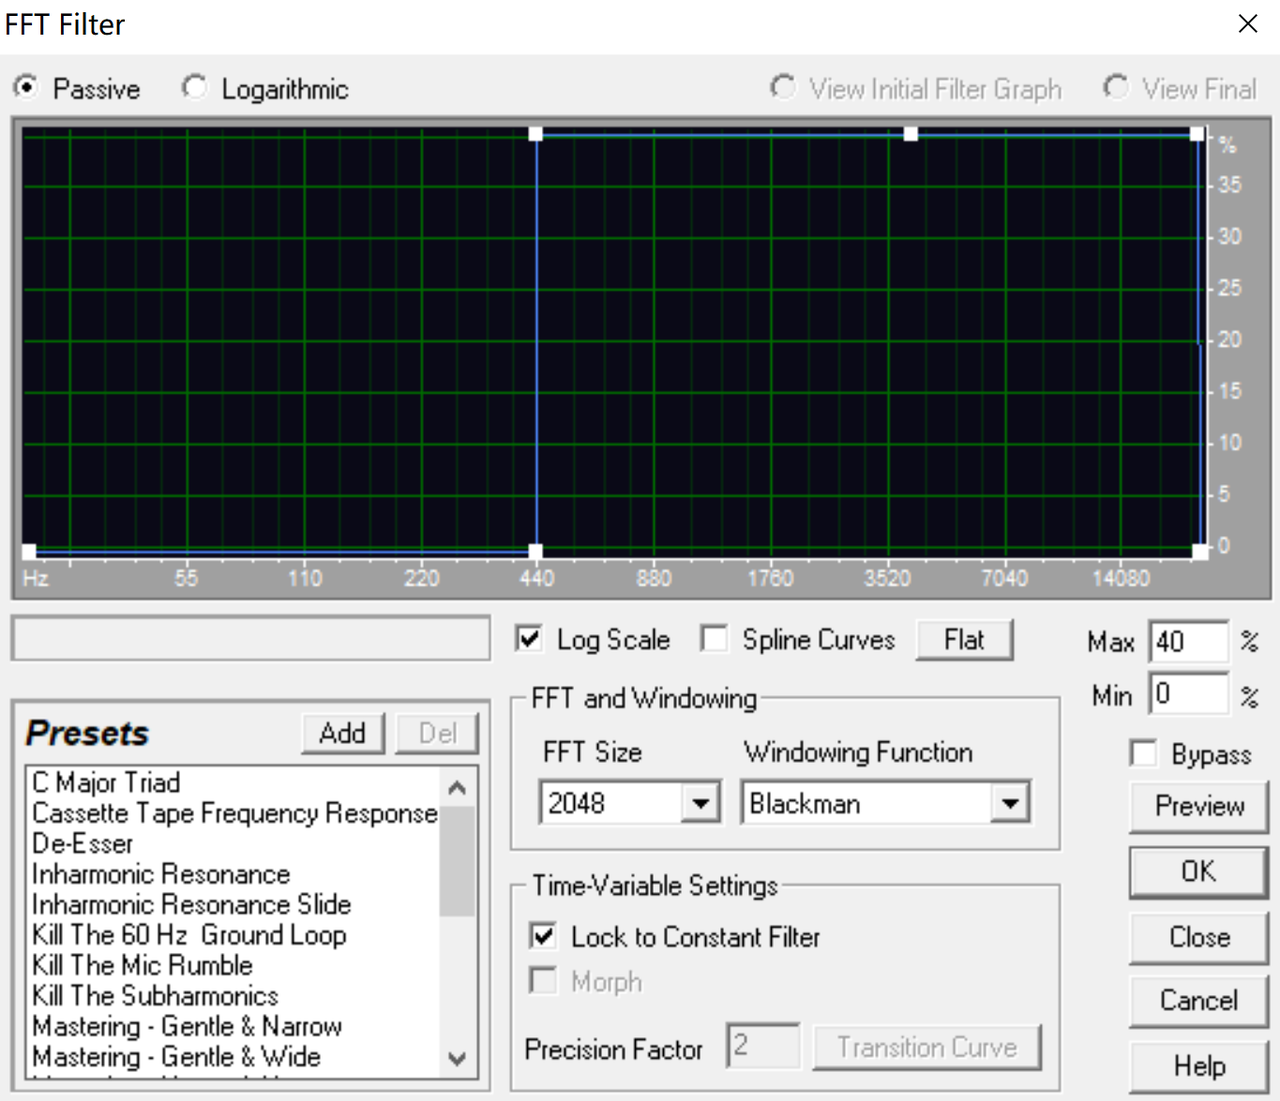 FFT Filter
Passive Logarithmic View Initial Filter Graph View Final
%
35
30
25
20
15
10
5
0
Hz 55 110 220 440 880 1760 3520 7040 14080
Log Scale Spline Curves Flat Max 40 %
Min 0 %
Presets Add Del
C Major Triad
Cassette Tape Frequency Response
De-Esser
Inharmonic Resonance
Inharmonic Resonance Slide
Kill The 60 Hz Ground Loop
Kill The Mic Rumble
Kill The Subharmonics
Mastering - Gentle & Narrow
Mastering - Gentle & Wide
FFT and Windowing
FFT Size Windowing Function
2048 Blackman
Time-Variable Settings
Lock to Constant Filter
Morph
Precision Factor 2 Transition Curve
Bypass
Preview
OK
Close
Cancel
Help